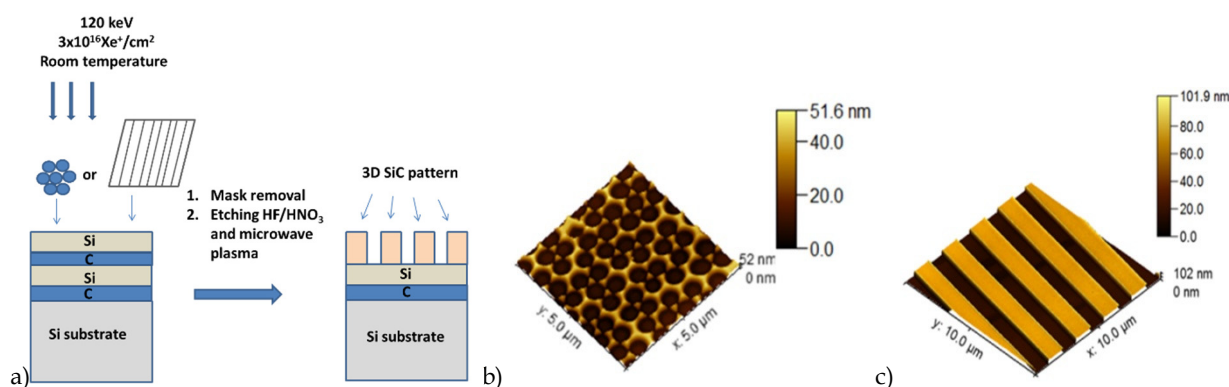 120 keV
3x10¹⁶Xe⁺/cm²
Room temperature
or
Si
C
Si
C
Si substrate
a)
1. Mask removal
2. Etching HF/HNO₃
and microwave
plasma
3D SiC pattern
Si
C
Si substrate
b)
51.6 nm
40.0
20.0
0.0
52 nm
0 nm
y: 5.0 µm
x: 5.0 µm
c)
101.9 nm
80.0
60.0
40.0
20.0
0.0
102 nm
0 nm
y: 10.0 µm
x: 10.0 µm